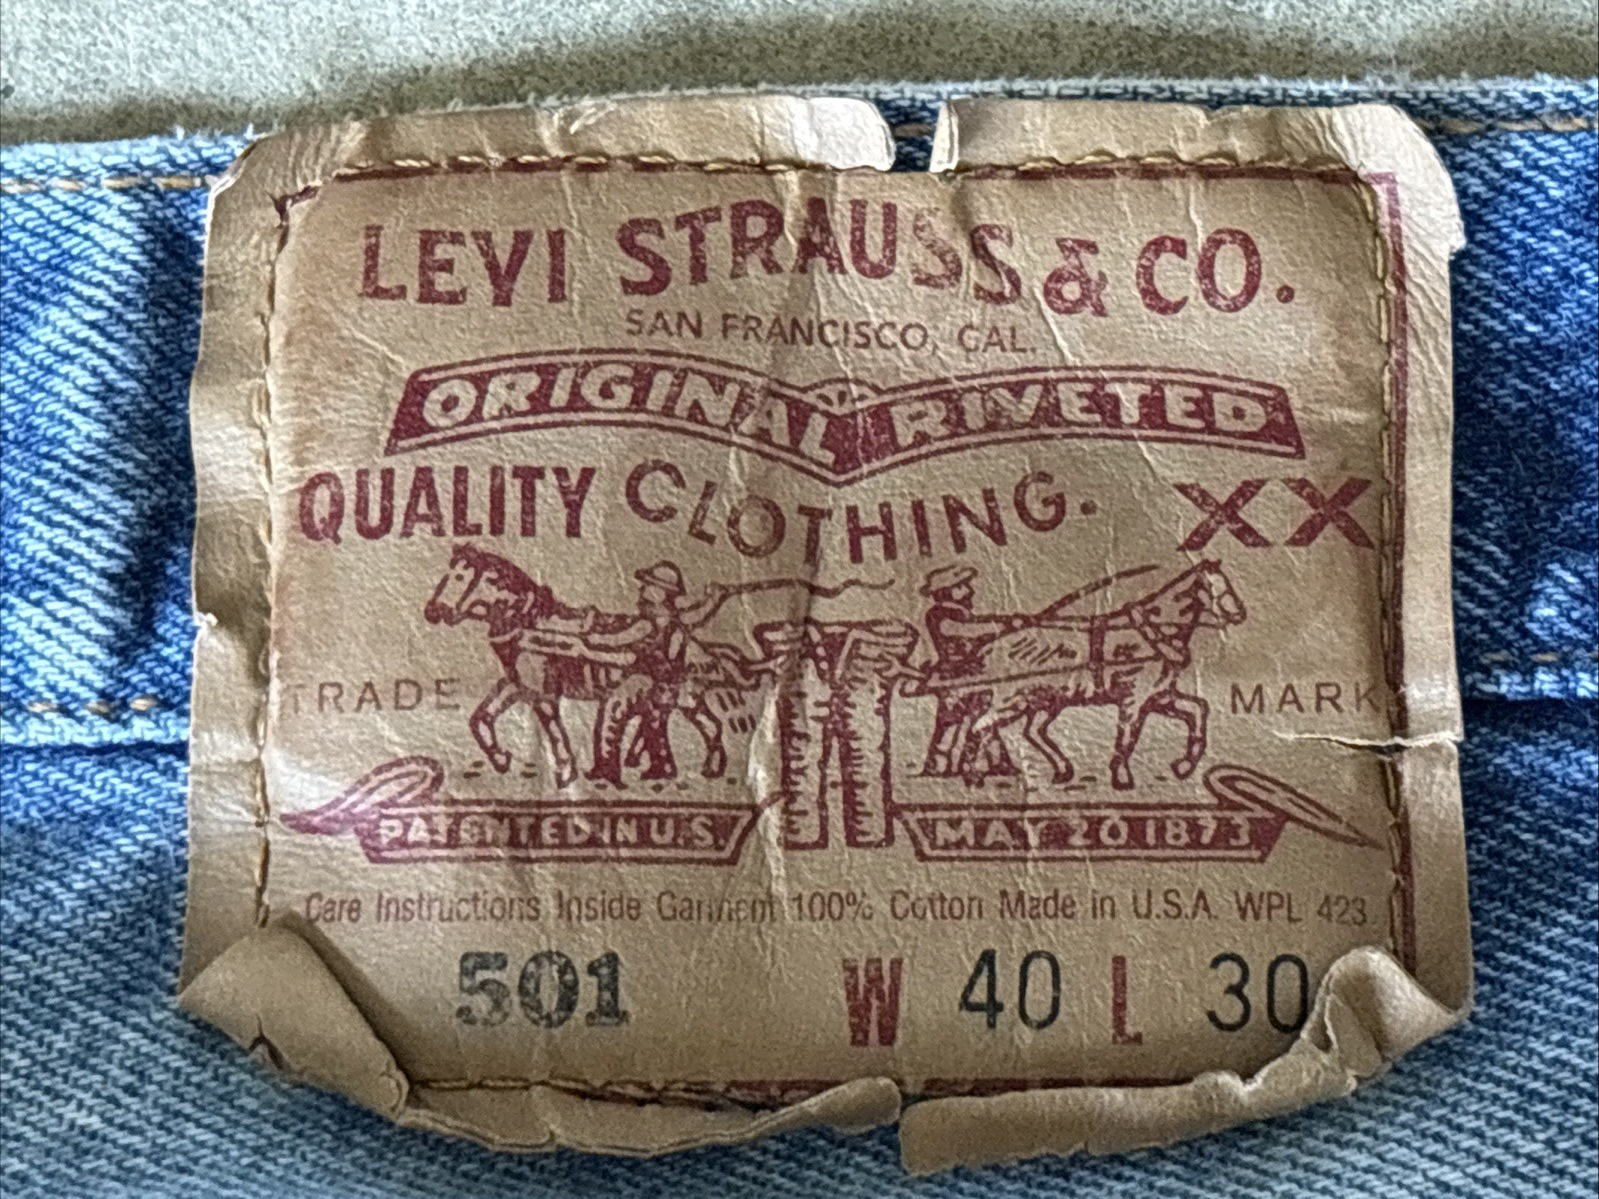 LEVI STRAUSS & CO.
SAN FRANCISCO, CAL.
ORIGINAL RIVETED
QUALITY CLOTHING. XX
TRADE MARK
PATENTED IN U.S. MAY 20 1873
Care Instructions Inside Garment 100% Cotton Made in U.S.A. WPL 423
501 W 40 L 30